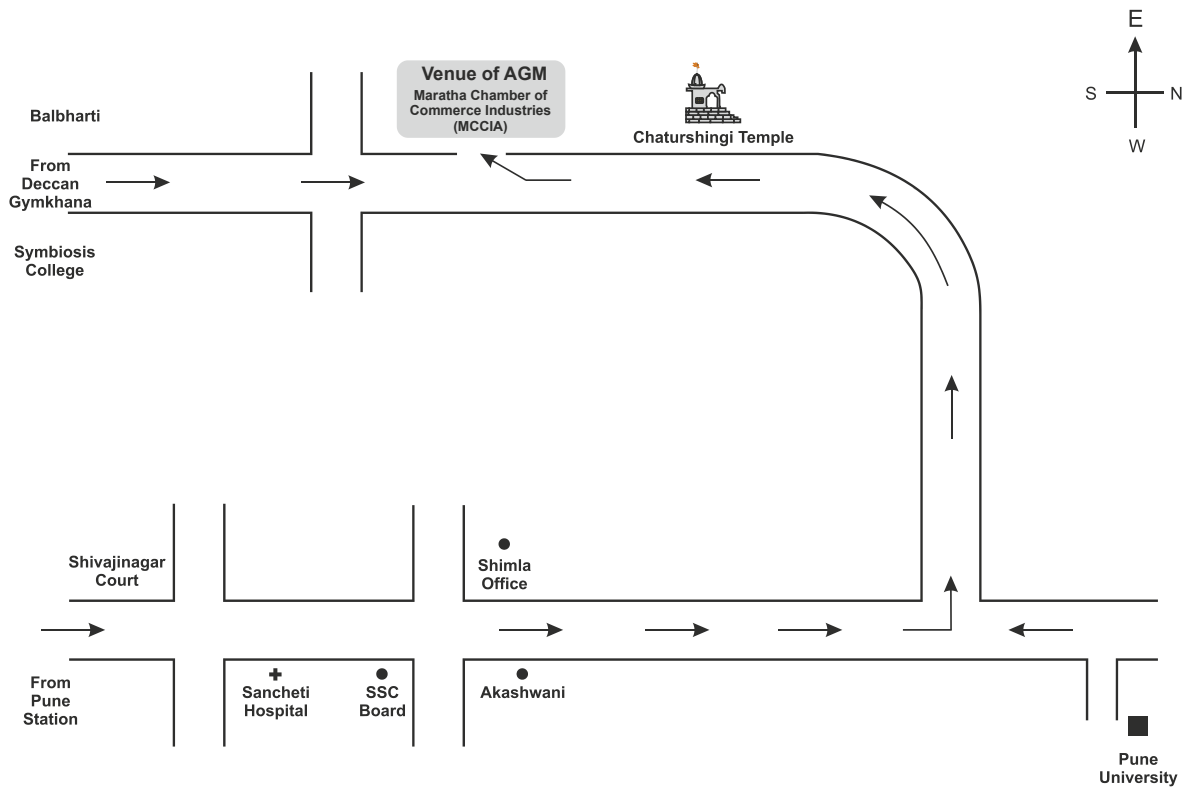 E
S
N
W
Venue of AGM
Maratha Chamber of
Commerce Industries
(MCCIA)
Chaturshingi Temple
Balbharti
From
Deccan
Gymkhana
Symbiosis
College
Shivajinagar
Court
Shimla
Office
From
Pune
Station
Sancheti
Hospital
SSC
Board
Akashwani
Pune
University